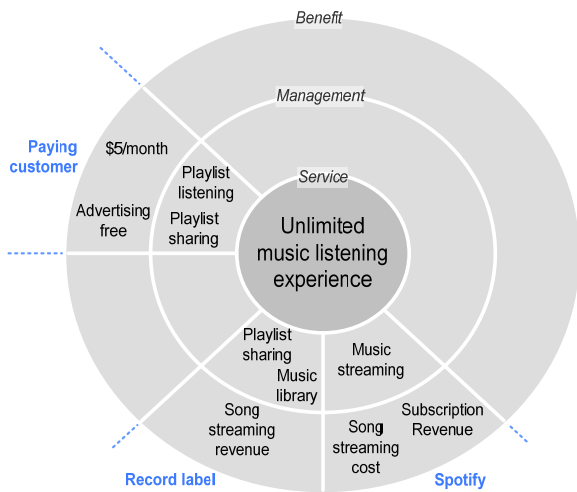 Benefit
Management
Service
Paying
customer
$5/month
Advertising
free
Playlist
listening
Playlist
sharing
Unlimited
music listening
experience
Playlist
sharing
Music
library
Music
streaming
Song
streaming
revenue
Song
streaming
cost
Subscription
Revenue
Record label
Spotify